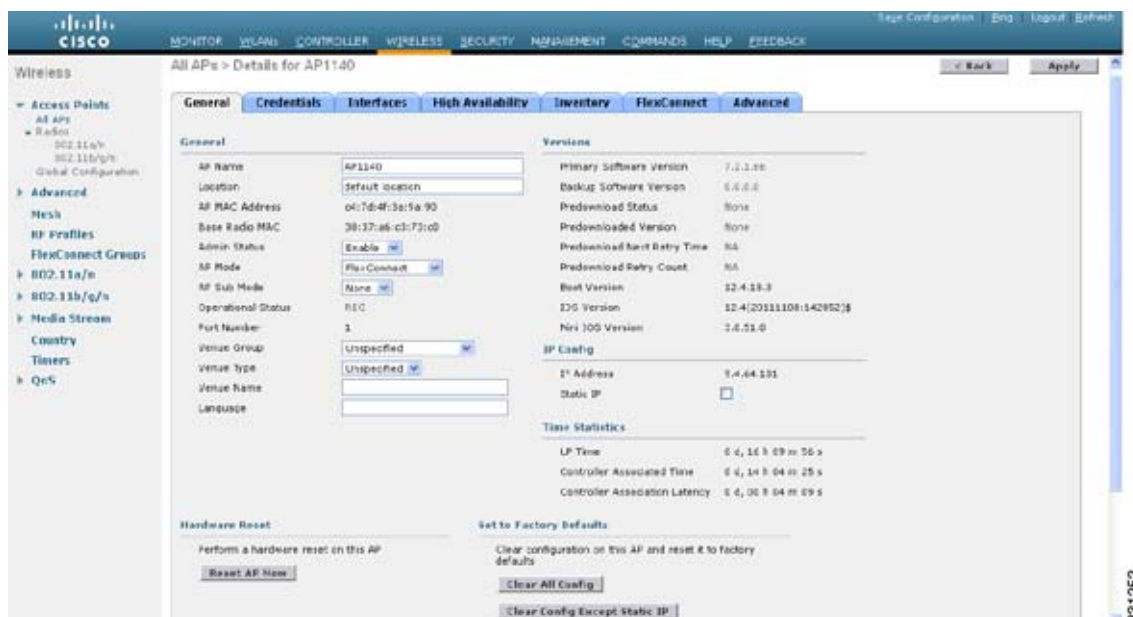 Save Configuration | Ping | Logout | Refresh
CISCO
MONITOR WLANs CONTROLLER WIRELESS SECURITY MANAGEMENT COMMANDS HELP FEEDBACK
Wireless
All APs > Details for AP1140
< Back
Apply
Access Points
All APs
Radios
802.11a/n
802.11b/g/n
Global Configuration
Advanced
Mesh
RF Profiles
FlexConnect Groups
802.11a/n
802.11b/g/n
Media Stream
Country
Timers
QoS
General Credentials Interfaces High Availability Inventory FlexConnect Advanced
General
AP Name AP1140
Location default location
AP MAC Address
Base Radio MAC
Admin Status Enable
AP Mode FlexConnect
AP Sub Mode None
Operational Status REG
Port Number 1
Venue Group Unspecified
Venue Type Unspecified
Venue Name
Language
Versions
Primary Software Version
Backup Software Version
Predownload Status None
Predownloaded Version None
Predownload Next Retry Time NA
Predownload Retry Count NA
Boot Version
IOS Version 12.4(20111108:142852)$
Mini IOS Version
IP Config
IP Address
Static IP
Time Statistics
UP Time
Controller Associated Time
Controller Association Latency
Hardware Reset
Perform a hardware reset on this AP
Reset AP Now
Set to Factory Defaults
Clear configuration on this AP and reset it to factory
defaults
Clear All Config
Clear Config Except Static IP